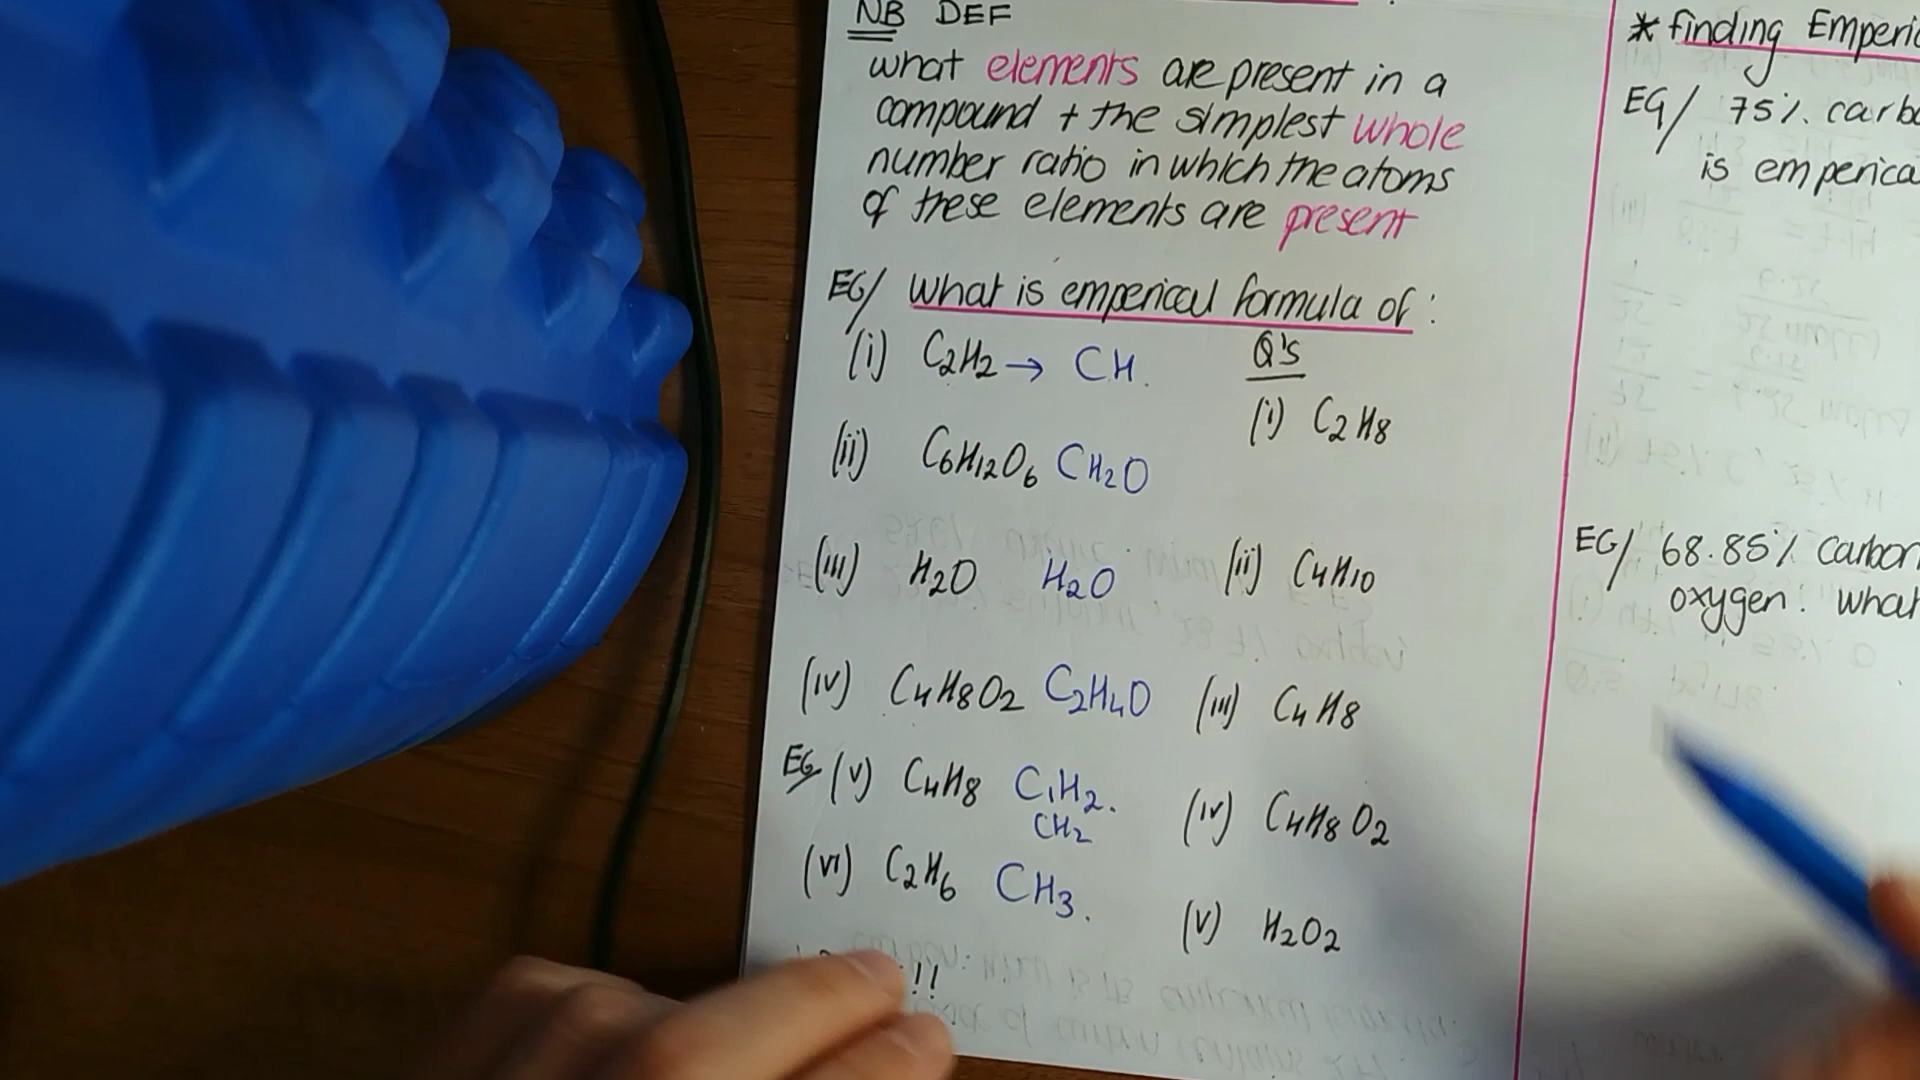 NB DEF
what elements are present in a
compound + the simplest whole
number ratio in which the atoms
of these elements are present
EG/ What is emperical formula of :
(i) C2H2 → CH.
(ii) C6H12O6 CH2O
(iii) H2O H2O
(iv) C4H8O2 C2H4O
EG (v) C4H8 C1H2.
CH2
(vi) C2H6 CH3.
!!
Q's
(i) C2H8
(ii) C4H10
(iii) C4H8
(iv) C4H8O2
(v) H2O2
* finding Emperic
EG/ 75% carbo
is emperica
EG/ 68.85% carbon
oxygen. what